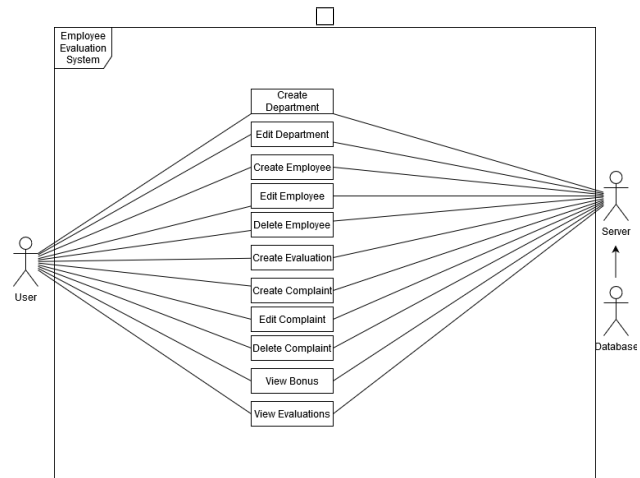 Employee
Evaluation
System
Create
Department
Edit Department
Create Employee
Edit Employee
Delete Employee
Create Evaluation
Create Complaint
Edit Complaint
Delete Complaint
View Bonus
View Evaluations
User
Server
Database